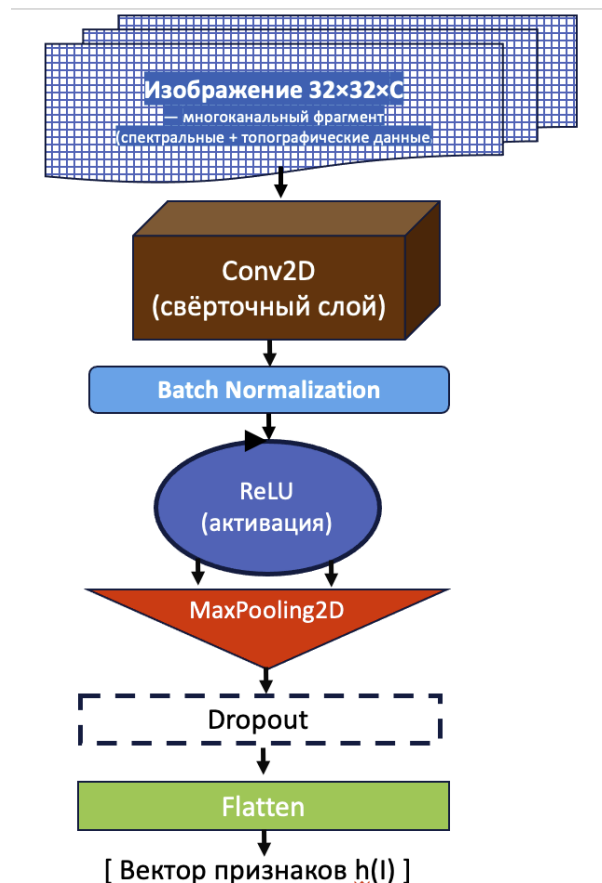 Изображение 32×32×C
— многоканальный фрагмент
(спектральные + топографические данные
Conv2D
(свёрточный слой)
Batch Normalization
ReLU
(активация)
MaxPooling2D
Dropout
Flatten
[ Вектор признаков h(I) ]